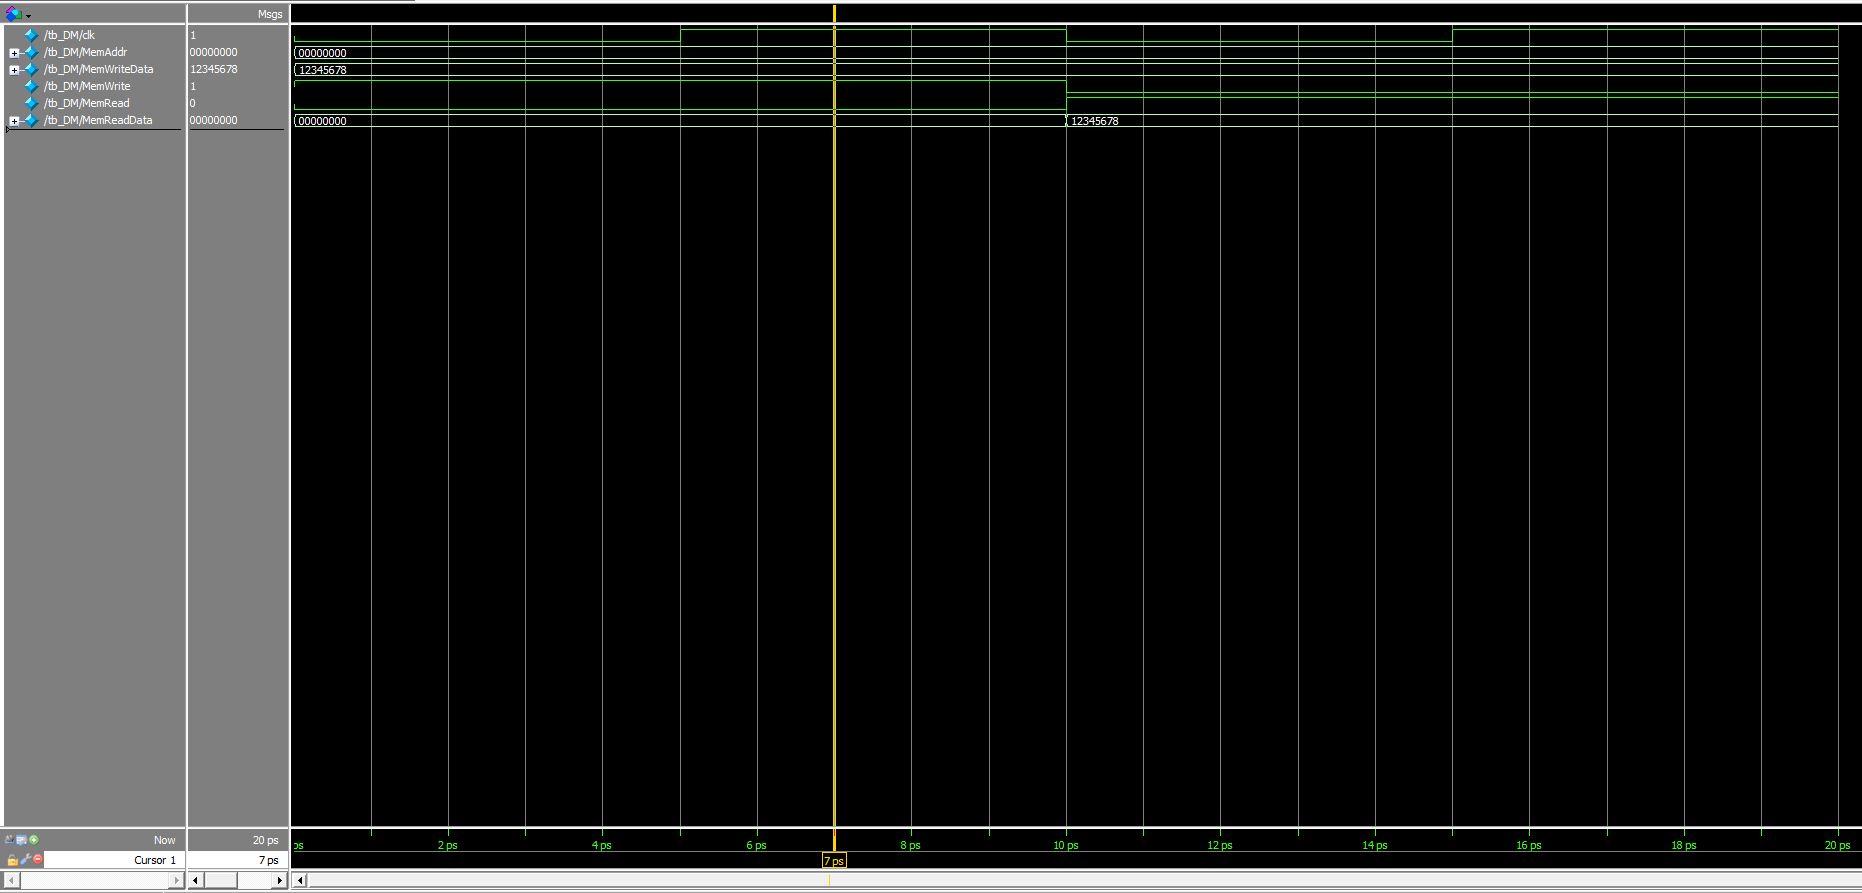 Msgs
/tb_DM/clk 1
/tb_DM/MemAddr 00000000 00000000
/tb_DM/MemWriteData 12345678 12345678
/tb_DM/MemWrite 1
/tb_DM/MemRead 0
/tb_DM/MemReadData 00000000 00000000 12345678
Now 20 ps
ps 2 ps 4 ps 6 ps 8 ps 10 ps 12 ps 14 ps 16 ps 18 ps 20 ps
Cursor 1 7 ps 7 ps